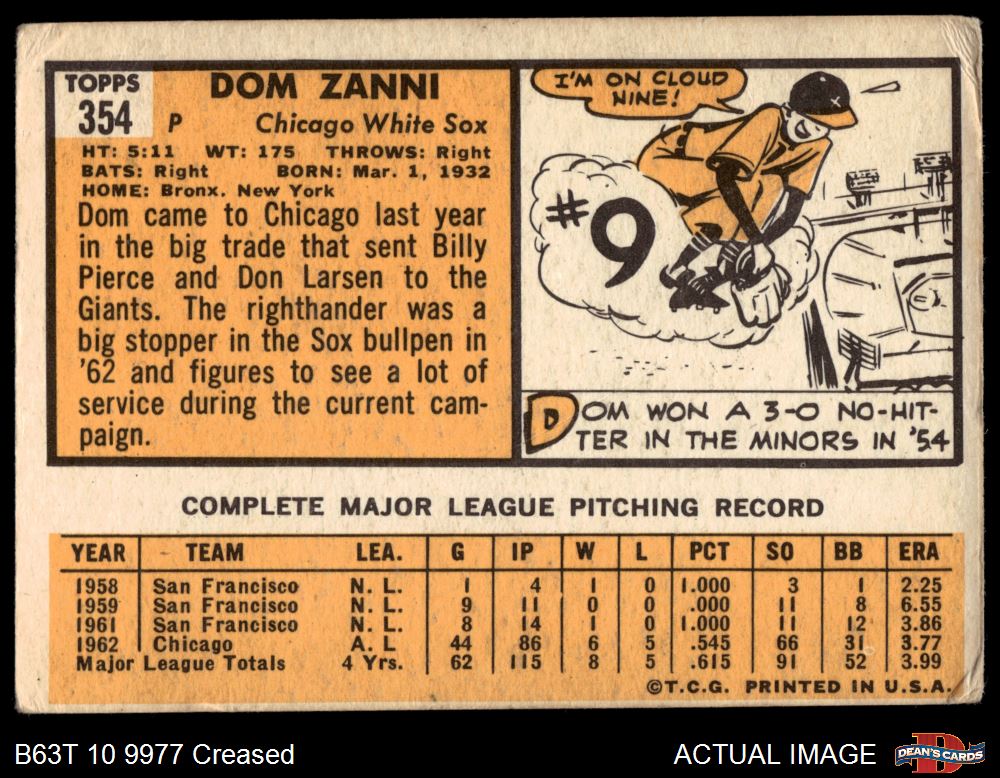 TOPPS
354
DOM ZANNI
P Chicago White Sox
HT: 5:11 WT: 175 THROWS: Right
BATS: Right BORN: Mar. 1, 1932
HOME: Bronx, New York
Dom came to Chicago last year
in the big trade that sent Billy
Pierce and Don Larsen to the
Giants. The righthander was a
big stopper in the Sox bullpen in
'62 and figures to see a lot of
service during the current cam-
paign.
I'M ON CLOUD
NINE!
#9
DOM WON A 3-0 NO-HIT-
TER IN THE MINORS IN '54
COMPLETE MAJOR LEAGUE PITCHING RECORD
YEAR TEAM LEA. G IP W L PCT SO BB ERA
1958 San Francisco N. L. 1 4 1 0 1.000 3 1 2.25
1959 San Francisco N. L. 9 11 0 0 .000 11 8 6.55
1961 San Francisco N. L. 8 14 1 0 1.000 11 12 3.86
1962 Chicago A. L 44 86 6 5 .545 66 31 3.77
Major League Totals 4 Yrs. 62 115 8 5 .615 91 52 3.99
©T.C.G. PRINTED IN U.S.A.
B63T 10 9977 Creased
ACTUAL IMAGE
DEAN'S CARDS